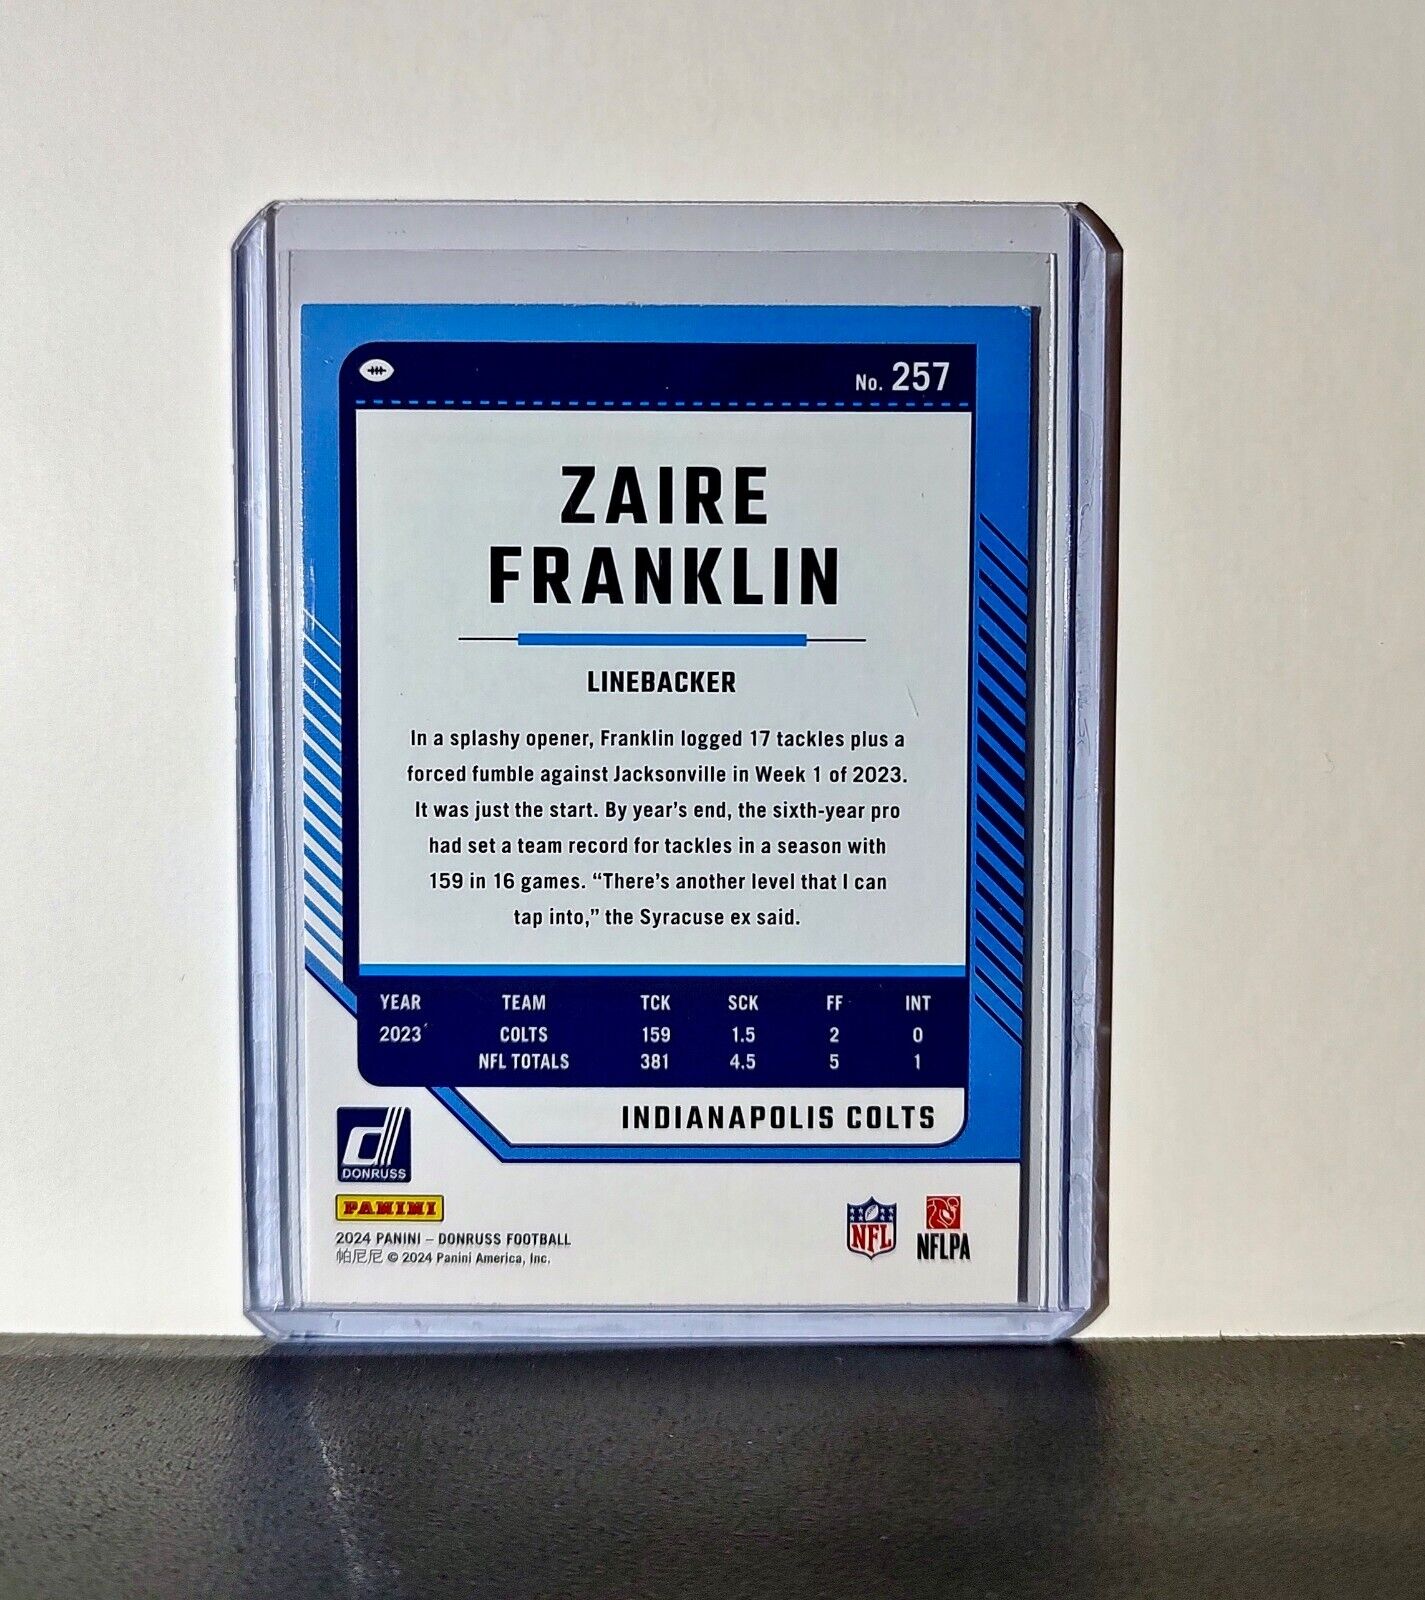 No. 257
ZAIRE
FRANKLIN
LINEBACKER
In a splashy opener, Franklin logged 17 tackles plus a
forced fumble against Jacksonville in Week 1 of 2023.
It was just the start. By year's end, the sixth-year pro
had set a team record for tackles in a season with
159 in 16 games. “There's another level that I can
tap into,” the Syracuse ex said.
YEAR TEAM TCK SCK FF INT
2023 COLTS 159 1.5 2 0
NFL TOTALS 381 4.5 5 1
INDIANAPOLIS COLTS
d
DONRUSS
PANINI
2024 PANINI – DONRUSS FOOTBALL
帕尼尼 © 2024 Panini America, Inc.
NFL
NFLPA